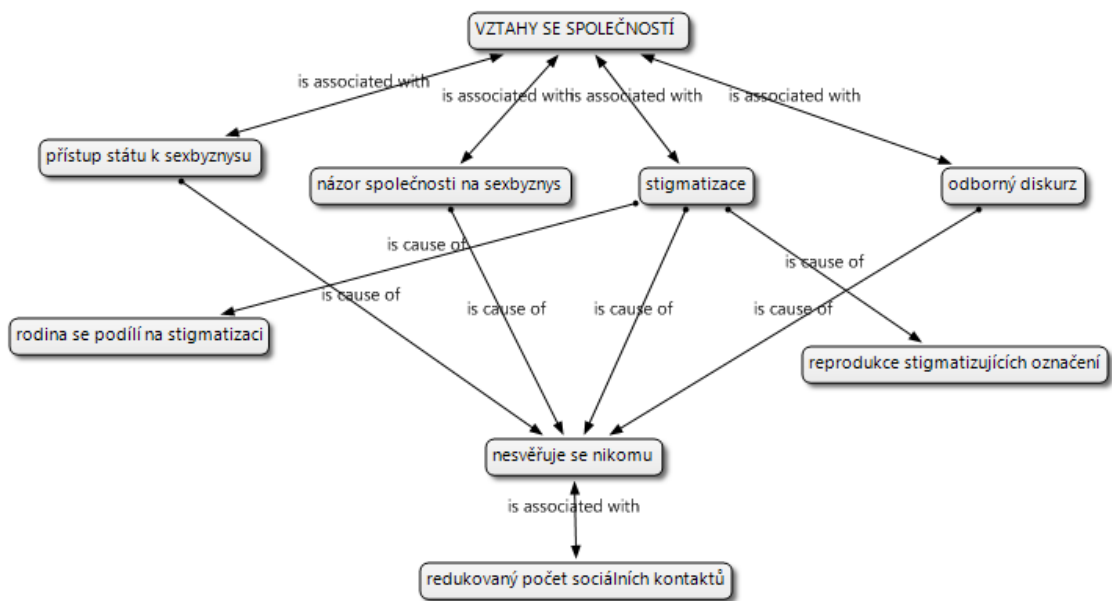 VZTAHY SE SPOLEČNOSTÍ
is associated with
is associated with
is associated with
is associated with
přístup státu k sexbyznysu
názor společnosti na sexbyznys
stigmatizace
odborný diskurz
is cause of
is cause of
is cause of
is cause of
is cause of
is cause of
rodina se podílí na stigmatizaci
reprodukce stigmatizujících označení
nesvěřuje se nikomu
is associated with
redukovaný počet sociálních kontaktů